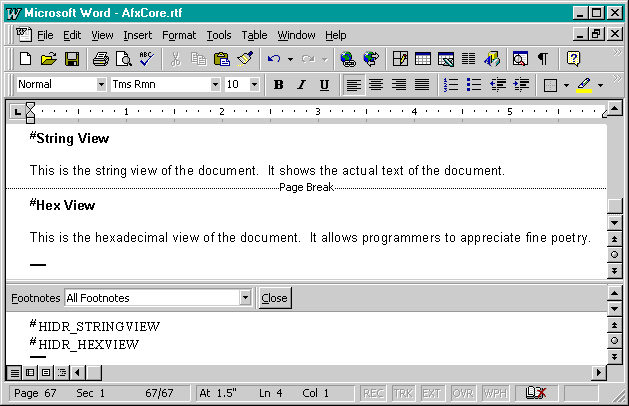 Microsoft Word - AfxCore.rtf
File Edit View Insert Format Tools Table Window Help
Normal Tms Rmn 10 B I U
L 1 2 3 4 5
#String View
This is the string view of the document. It shows the actual text of the document.
Page Break
#Hex View
This is the hexadecimal view of the document. It allows programmers to appreciate fine poetry.
Footnotes All Footnotes Close
#HIDR_STRINGVIEW
#HIDR_HEXVIEW
Page 67 Sec 1 67/67 At 1.5" Ln 4 Col 1 REC TRK EXT OVR WPH